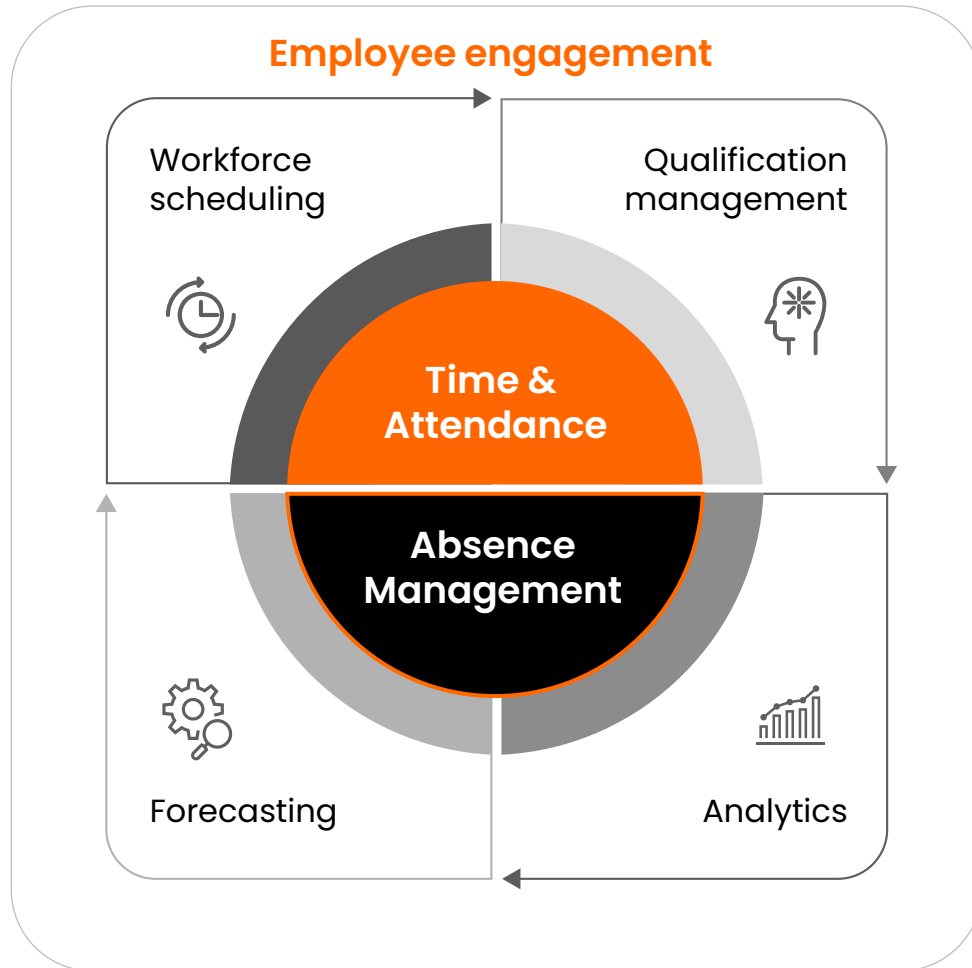 Employee engagement
Workforce
scheduling
Qualification
management
Time &
Attendance
Absence
Management
Forecasting
Analytics